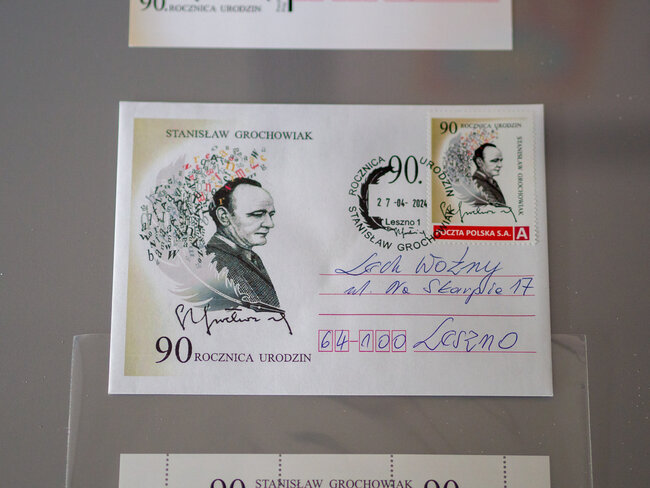 90. ROCZNICA URODZIN
STANISŁAW GROCHOWIAK
90 ROCZNICA URODZIN
ROCZNICA 90. URODZIN
27-04-2024
Leszno 1
STANISŁAW GROCHOWIAK
90 ROCZNICA URODZIN
STANISŁAW GROCHOWIAK
POCZTA POLSKA S.A. A
Lech Woźny
ul. Na Skarpie 17
64-100 Leszno
90 STANISŁAW GROCHOWIAK 90